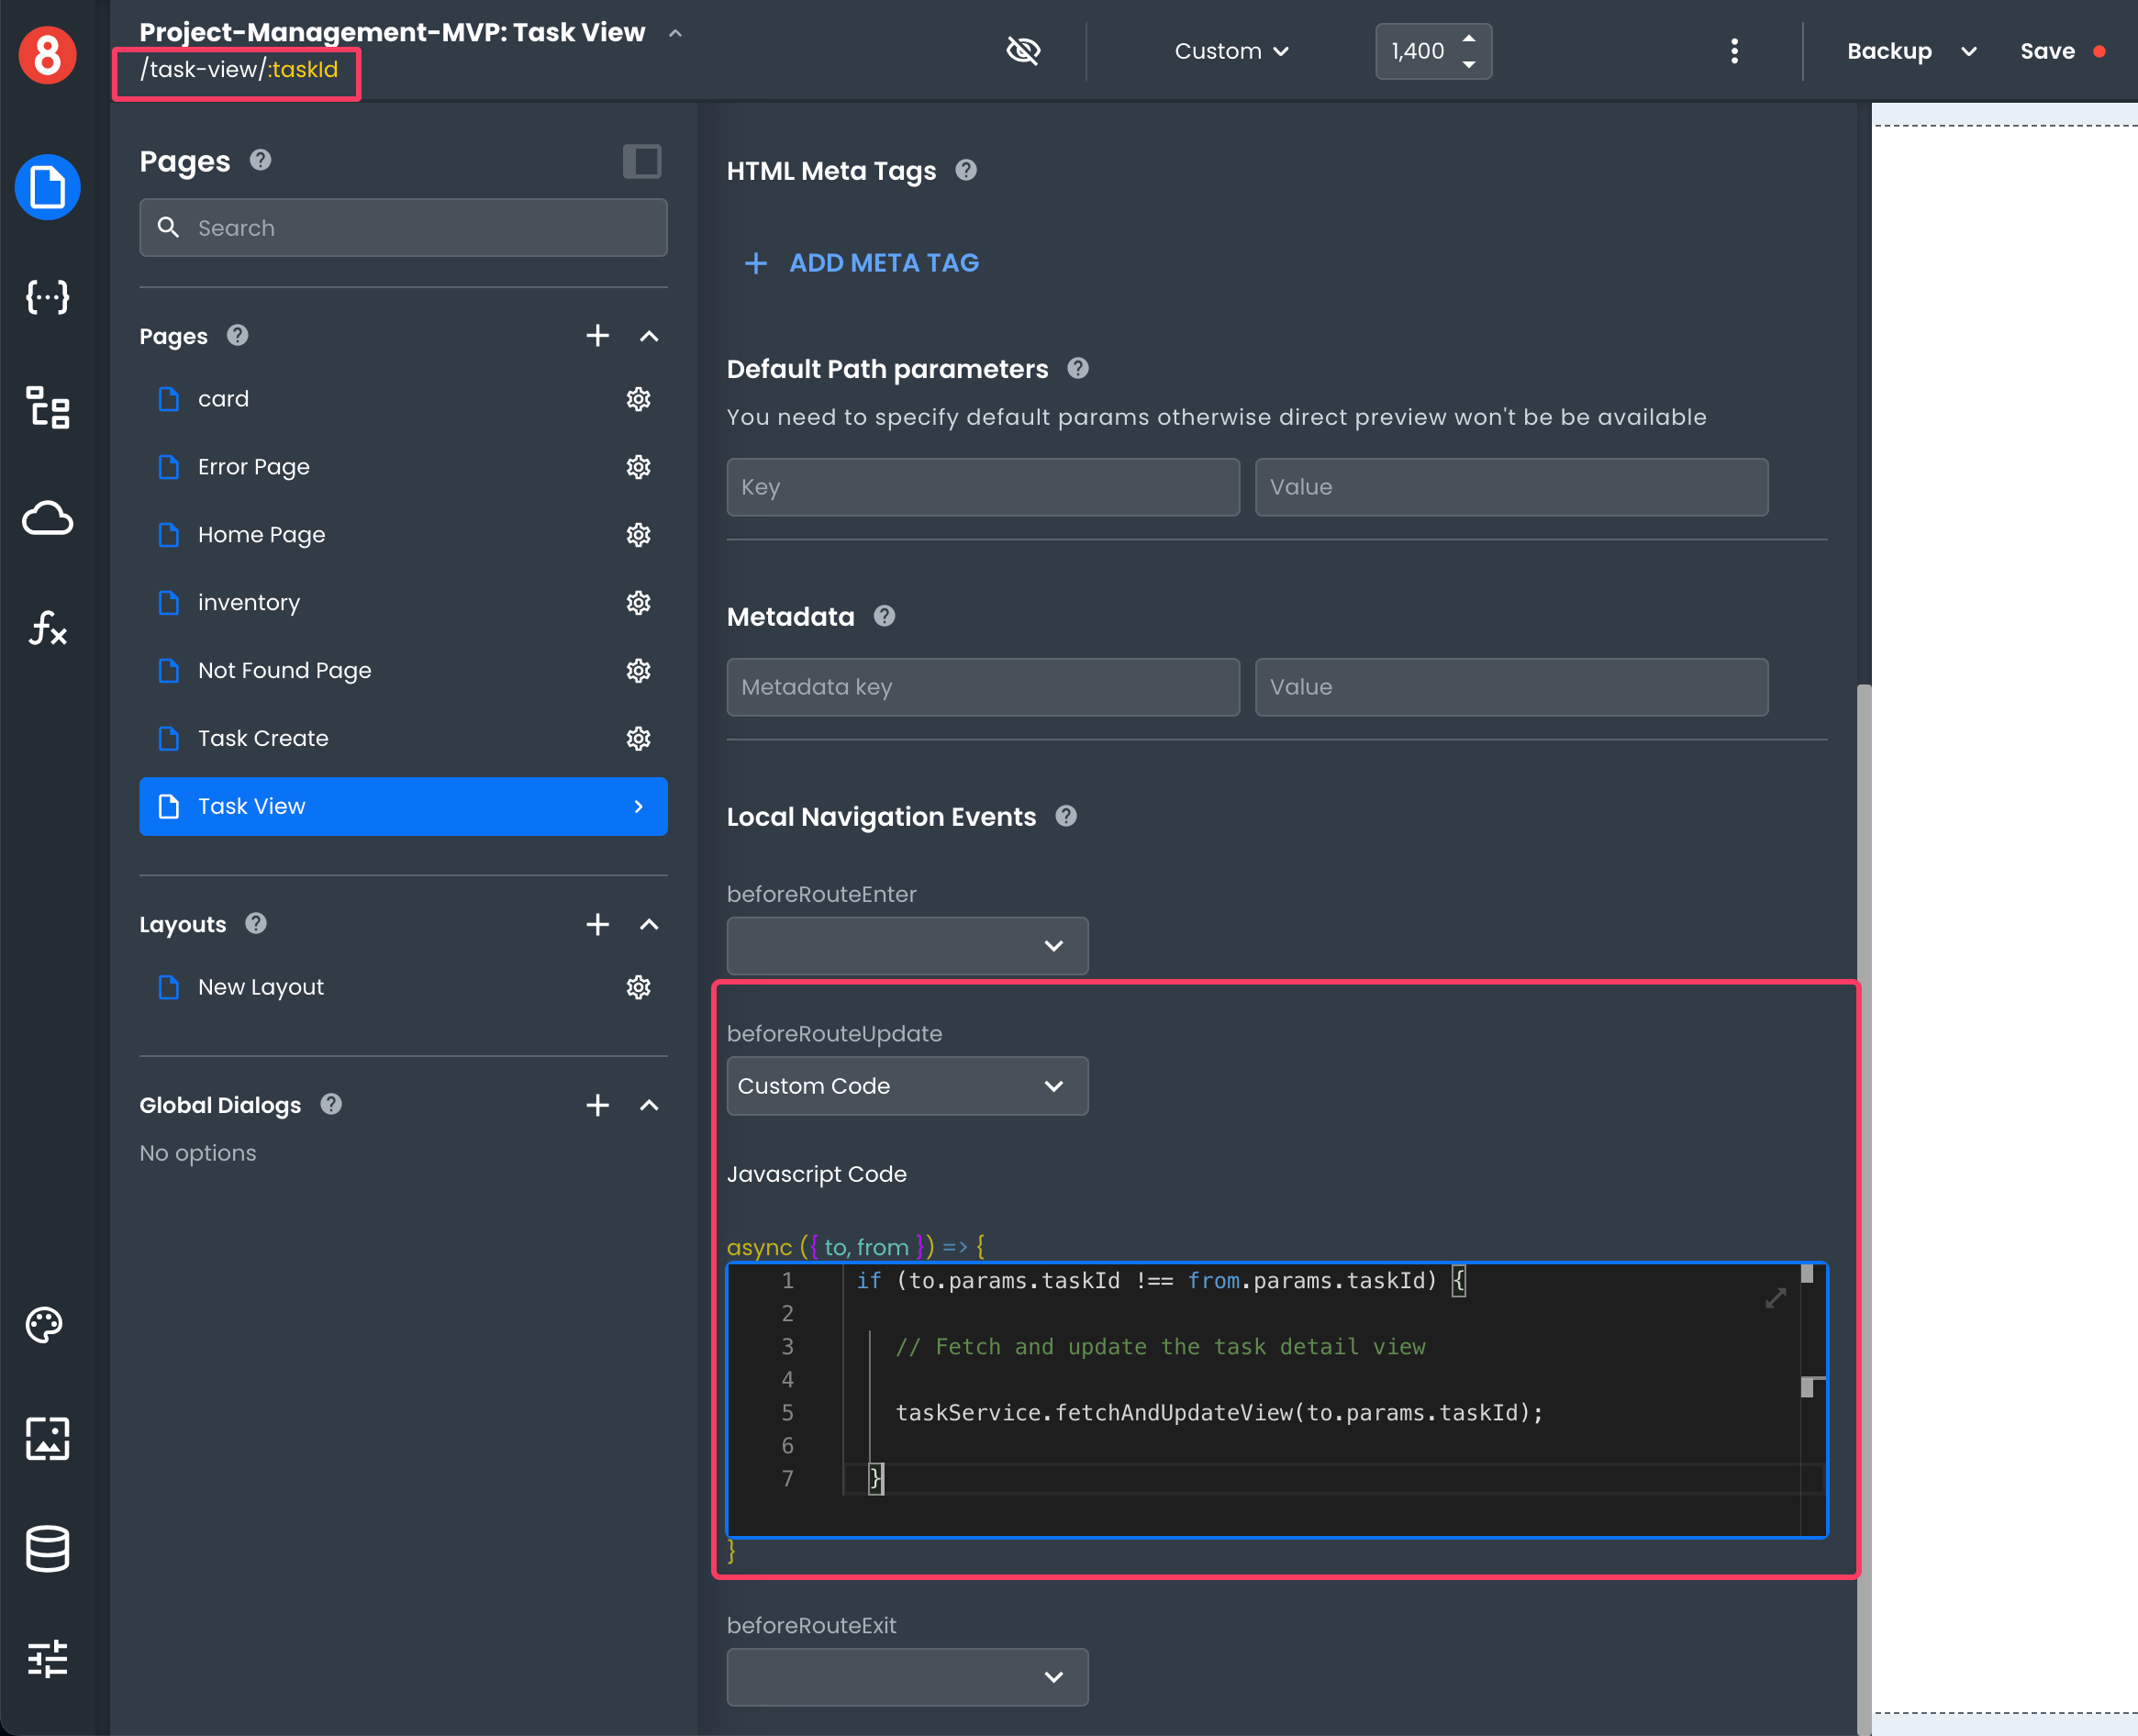 8
Project-Management-MVP: Task View
/task-view/:taskId
Custom
1,400
Backup
Save
Pages
Search
Pages
card
Error Page
Home Page
inventory
Not Found Page
Task Create
Task View
Layouts
New Layout
Global Dialogs
No options
HTML Meta Tags
ADD META TAG
Default Path parameters
You need to specify default params otherwise direct preview won't be be available
Key
Value
Metadata
Metadata key
Value
Local Navigation Events
beforeRouteEnter
beforeRouteUpdate
Custom Code
Javascript Code
async ({ to, from }) => {
1 if (to.params.taskId !== from.params.taskId) {
2
3 // Fetch and update the task detail view
4
5 taskService.fetchAndUpdateView(to.params.taskId);
6
7 }
}
beforeRouteExit